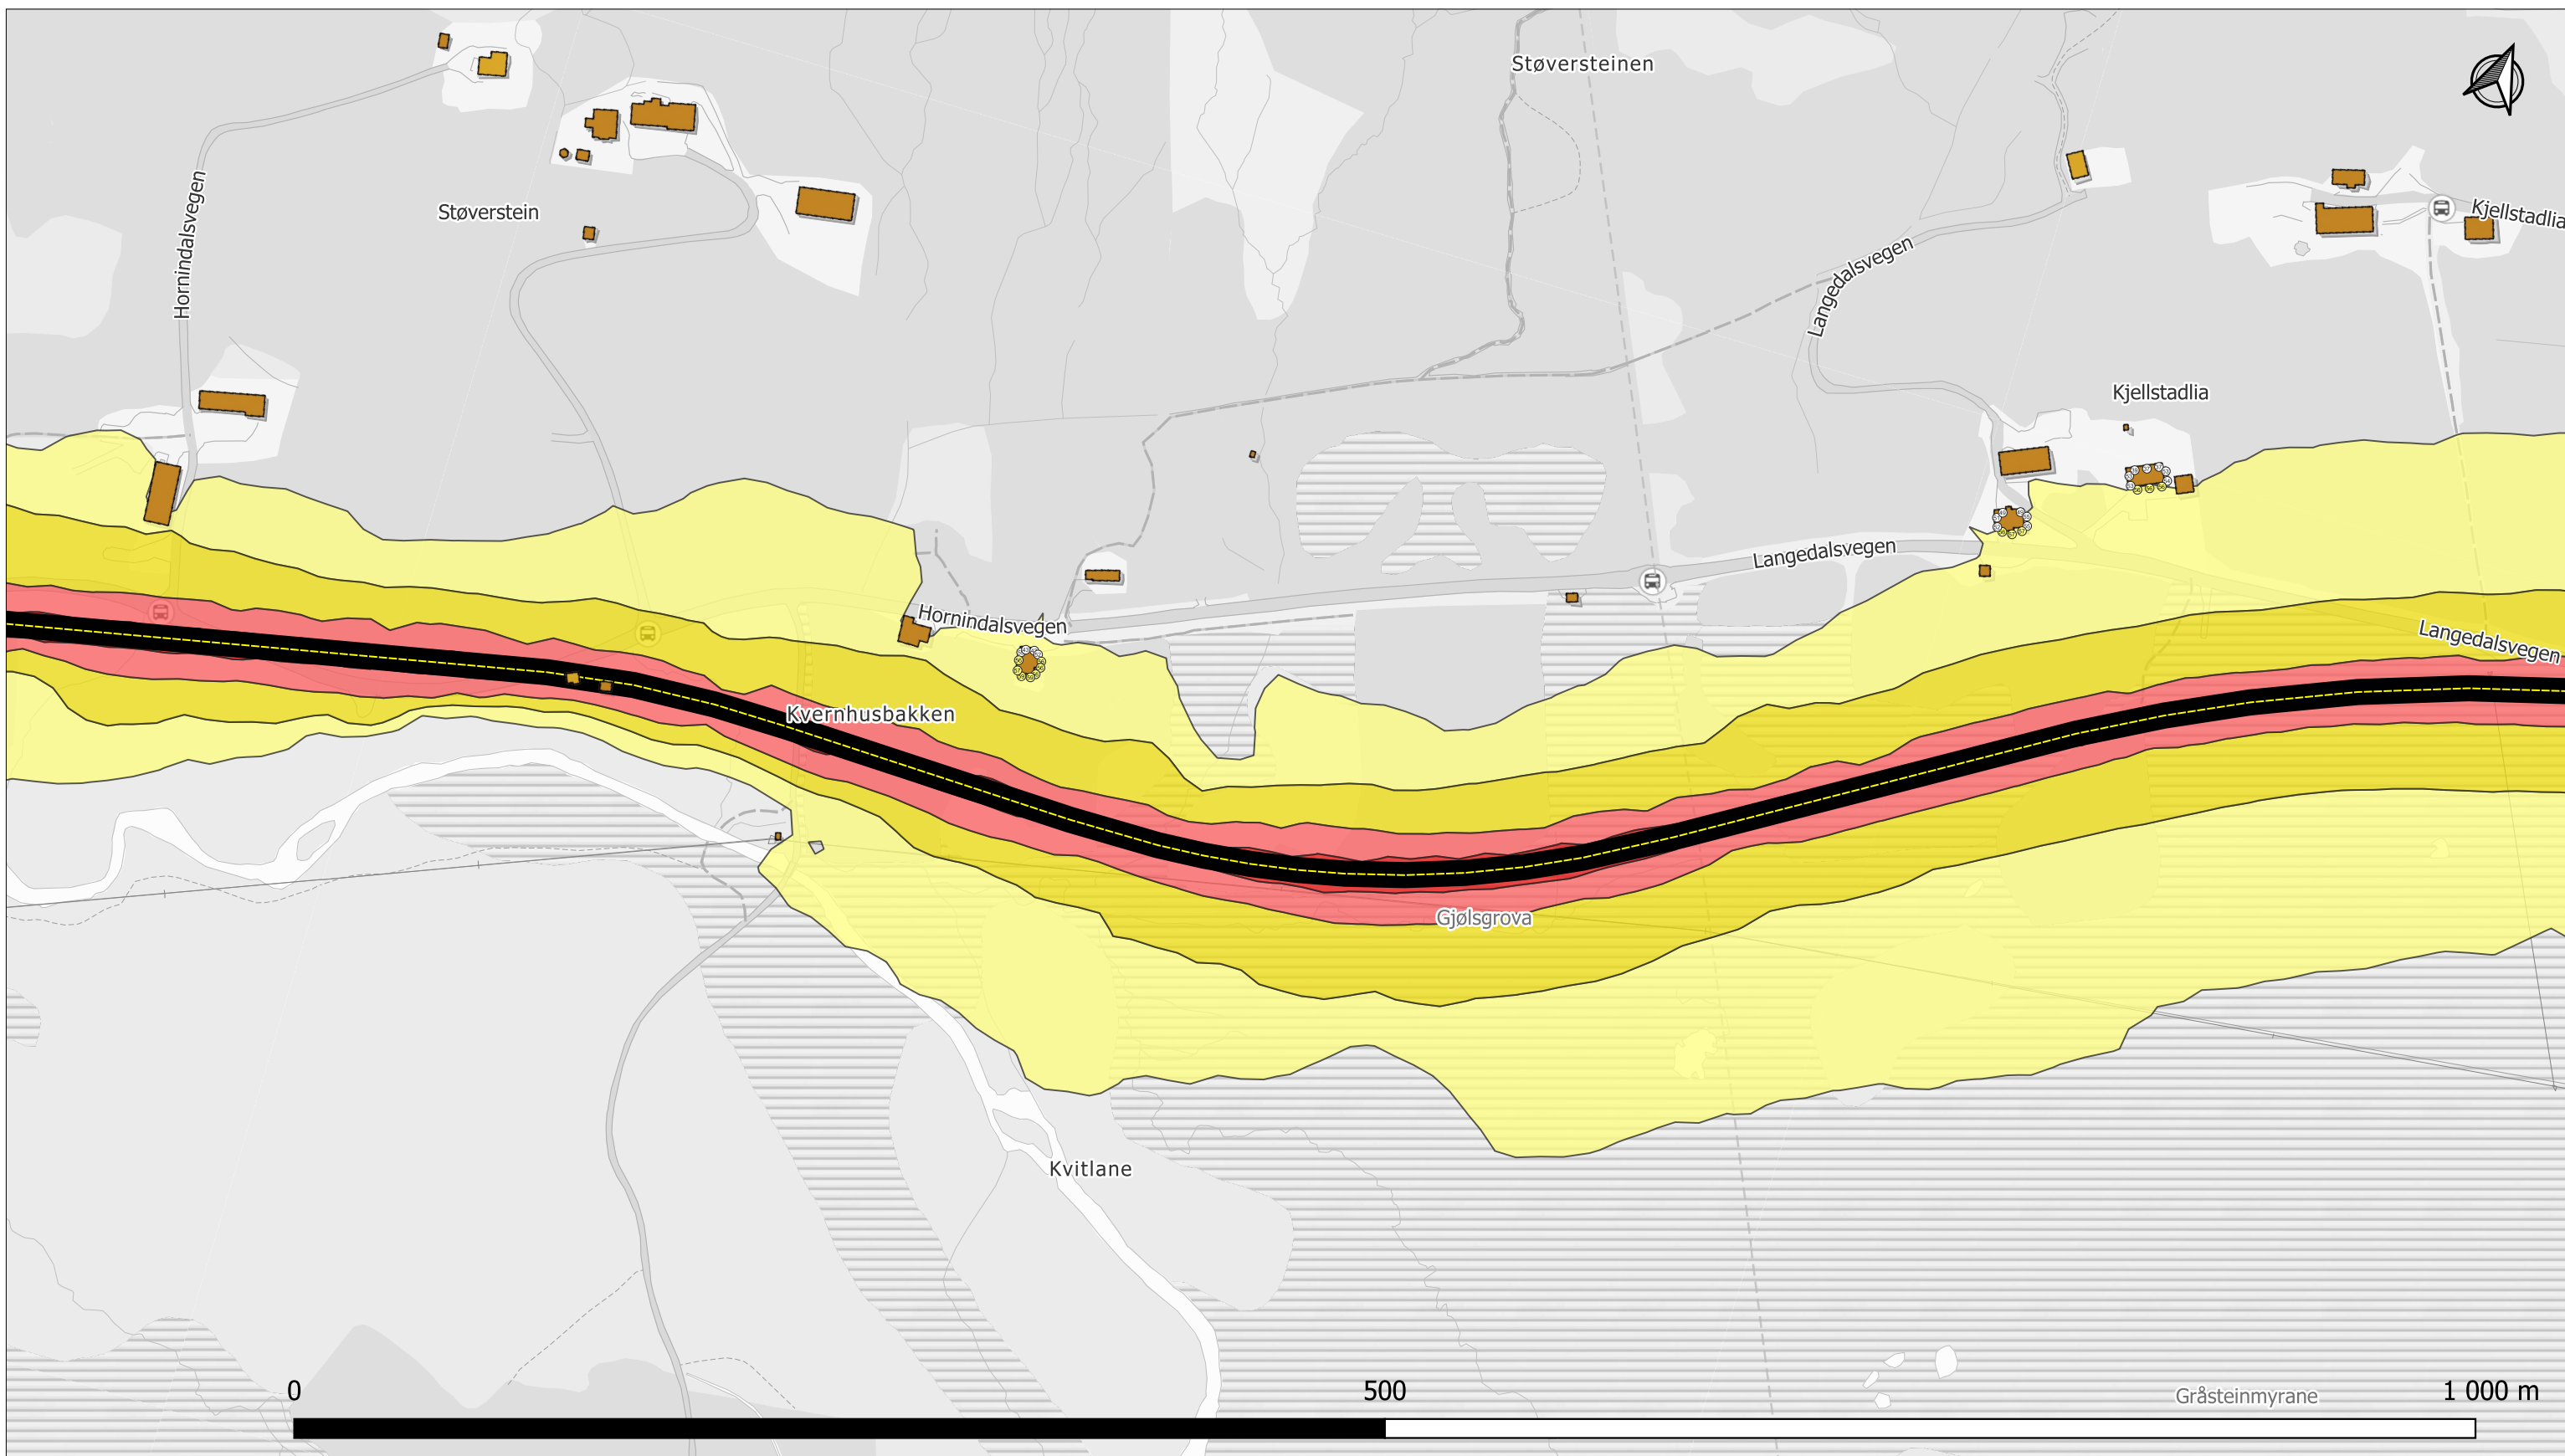 Støversteinen
Hornindalsvegen
Støverstein
Kjellstadlia
Langedalsvegen
Kjellstadlia
Langedalsvegen
Hornindalsvegen
Langedalsvegen
Kvernhusbakken
Gjølsgrova
Kvitlane
0
500
1 000 m
Gråsteinmyrane